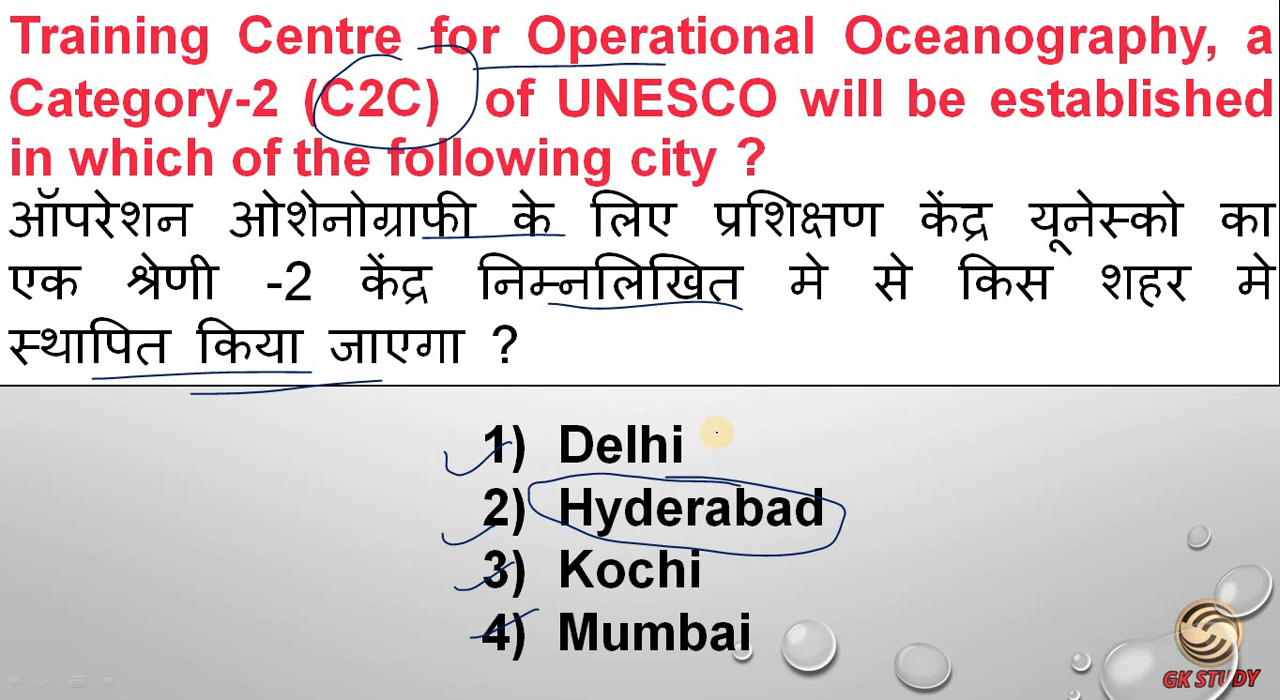 Training Centre for Operational Oceanography, a
Category-2 (C2C) of UNESCO will be established
in which of the following city ?
ऑपरेशन ओशेनोग्राफी के लिए प्रशिक्षण केंद्र यूनेस्को का
एक श्रेणी -2 केंद्र निम्नलिखित मे से किस शहर मे
स्थापित किया जाएगा ?
1) Delhi
2) Hyderabad
3) Kochi
4) Mumbai
GK STUDY